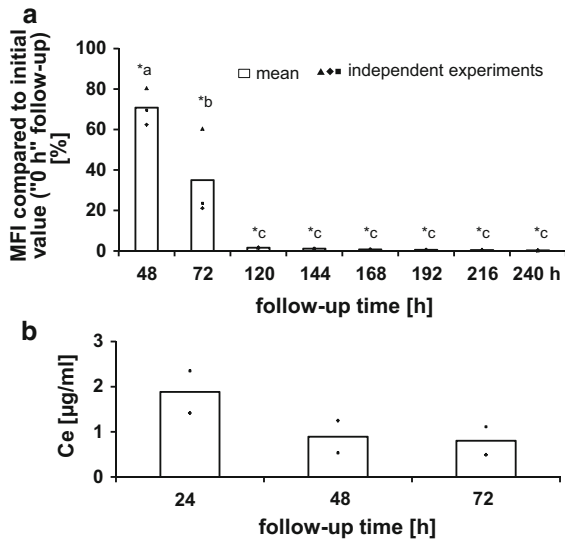 a
MFI compared to initial
value ("0 h" follow-up)
[%]
100
80
60
40
20
0
mean
independent experiments
*a
*b
*c
*c
*c
*c
*c
*c
48
72
120
144
168
192
216
240 h
follow-up time [h]
b
Ce [µg/ml]
3
2
1
0
24
48
72
follow-up time [h]